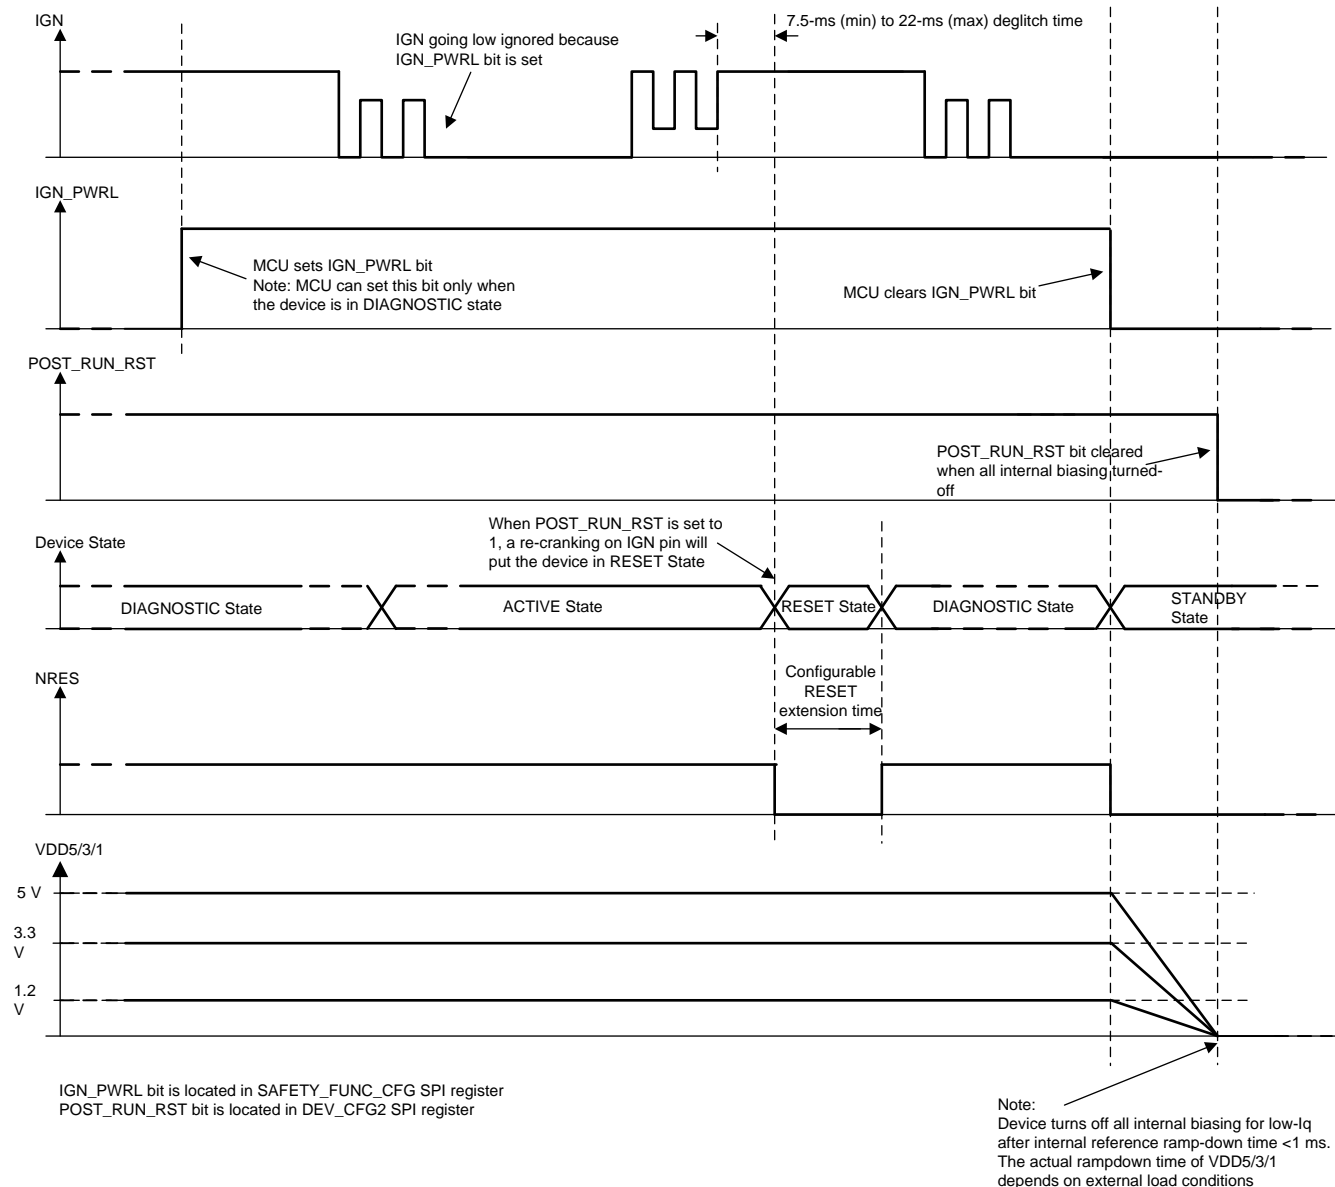 IGN
7.5-ms (min) to 22-ms (max) deglitch time
IGN going low ignored because
IGN_PWRL bit is set
IGN_PWRL
MCU sets IGN_PWRL bit
Note: MCU can set this bit only when
the device is in DIAGNOSTIC state
MCU clears IGN_PWRL bit
POST_RUN_RST
POST_RUN_RST bit cleared
when all internal biasing turned-
off
When POST_RUN_RST is set to
1, a re-cranking on IGN pin will
put the device in RESET State
Device State
DIAGNOSTIC State
ACTIVE State
RESET State
DIAGNOSTIC State
STANDBY
State
NRES
Configurable
RESET
extension time
VDD5/3/1
5 V
3.3
V
1.2
V
IGN_PWRL bit is located in SAFETY_FUNC_CFG SPI register
POST_RUN_RST bit is located in DEV_CFG2 SPI register
Note:
Device turns off all internal biasing for low-Iq
after internal reference ramp-down time <1 ms.
The actual rampdown time of VDD5/3/1
depends on external load conditions